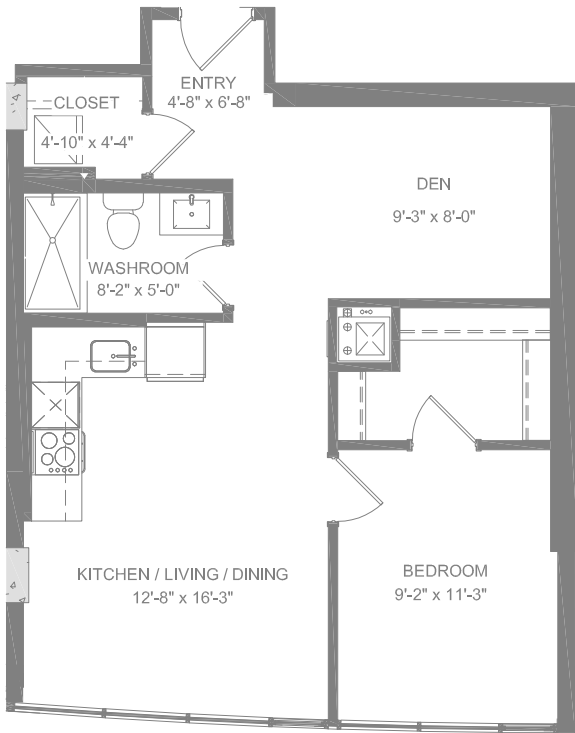 ENTRY
4'-8" x 6'-8"
CLOSET
4'-10" x 4'-4"
DEN
9'-3" x 8'-0"
WASHROOM
8'-2" x 5'-0"
KITCHEN / LIVING / DINING
12'-8" x 16'-3"
BEDROOM
9'-2" x 11'-3"